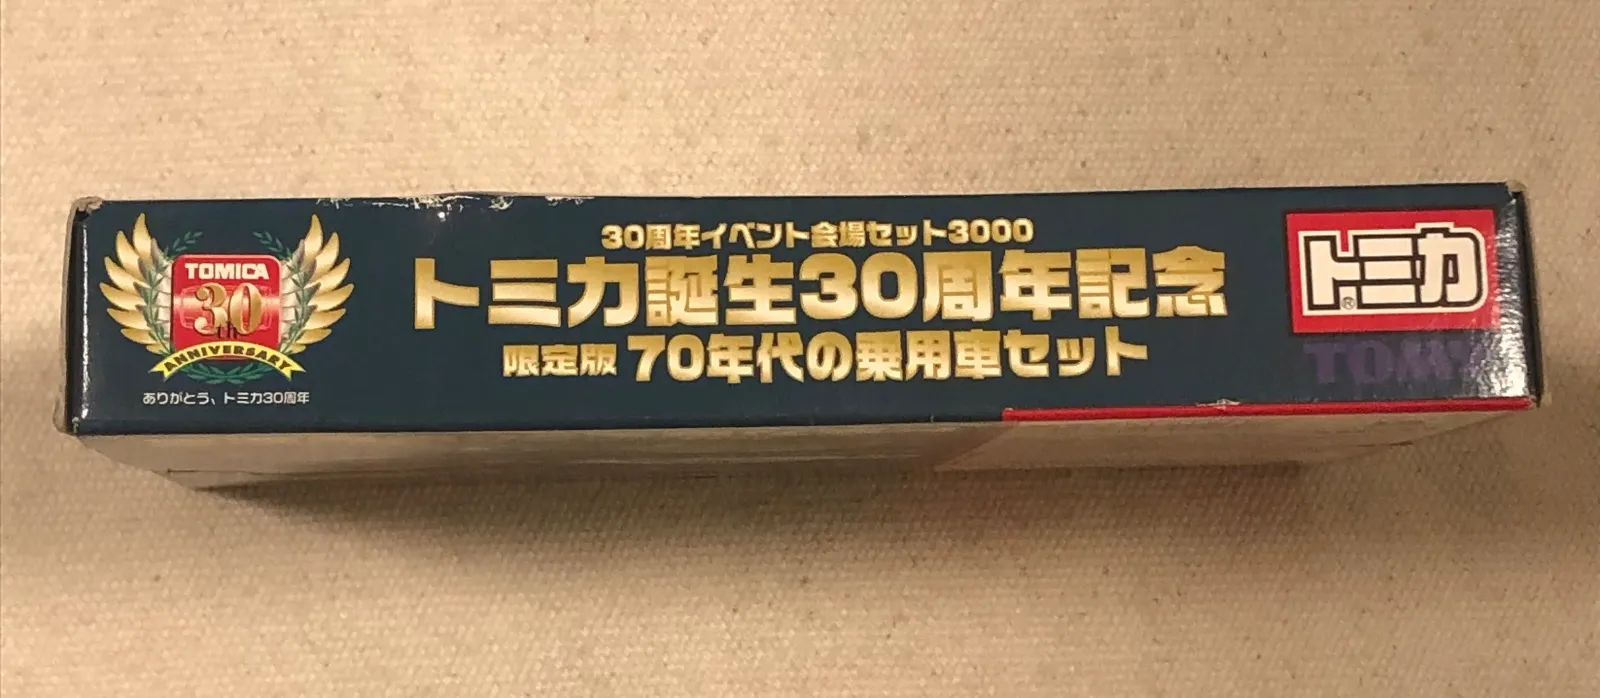 TOMICA
30th
ANNIVERSARY
ありがとう、トミカ30周年
30周年イベント会場セット3000
トミカ誕生30周年記念
限定版 70年代の乗用車セット
トミカ®
TOMY